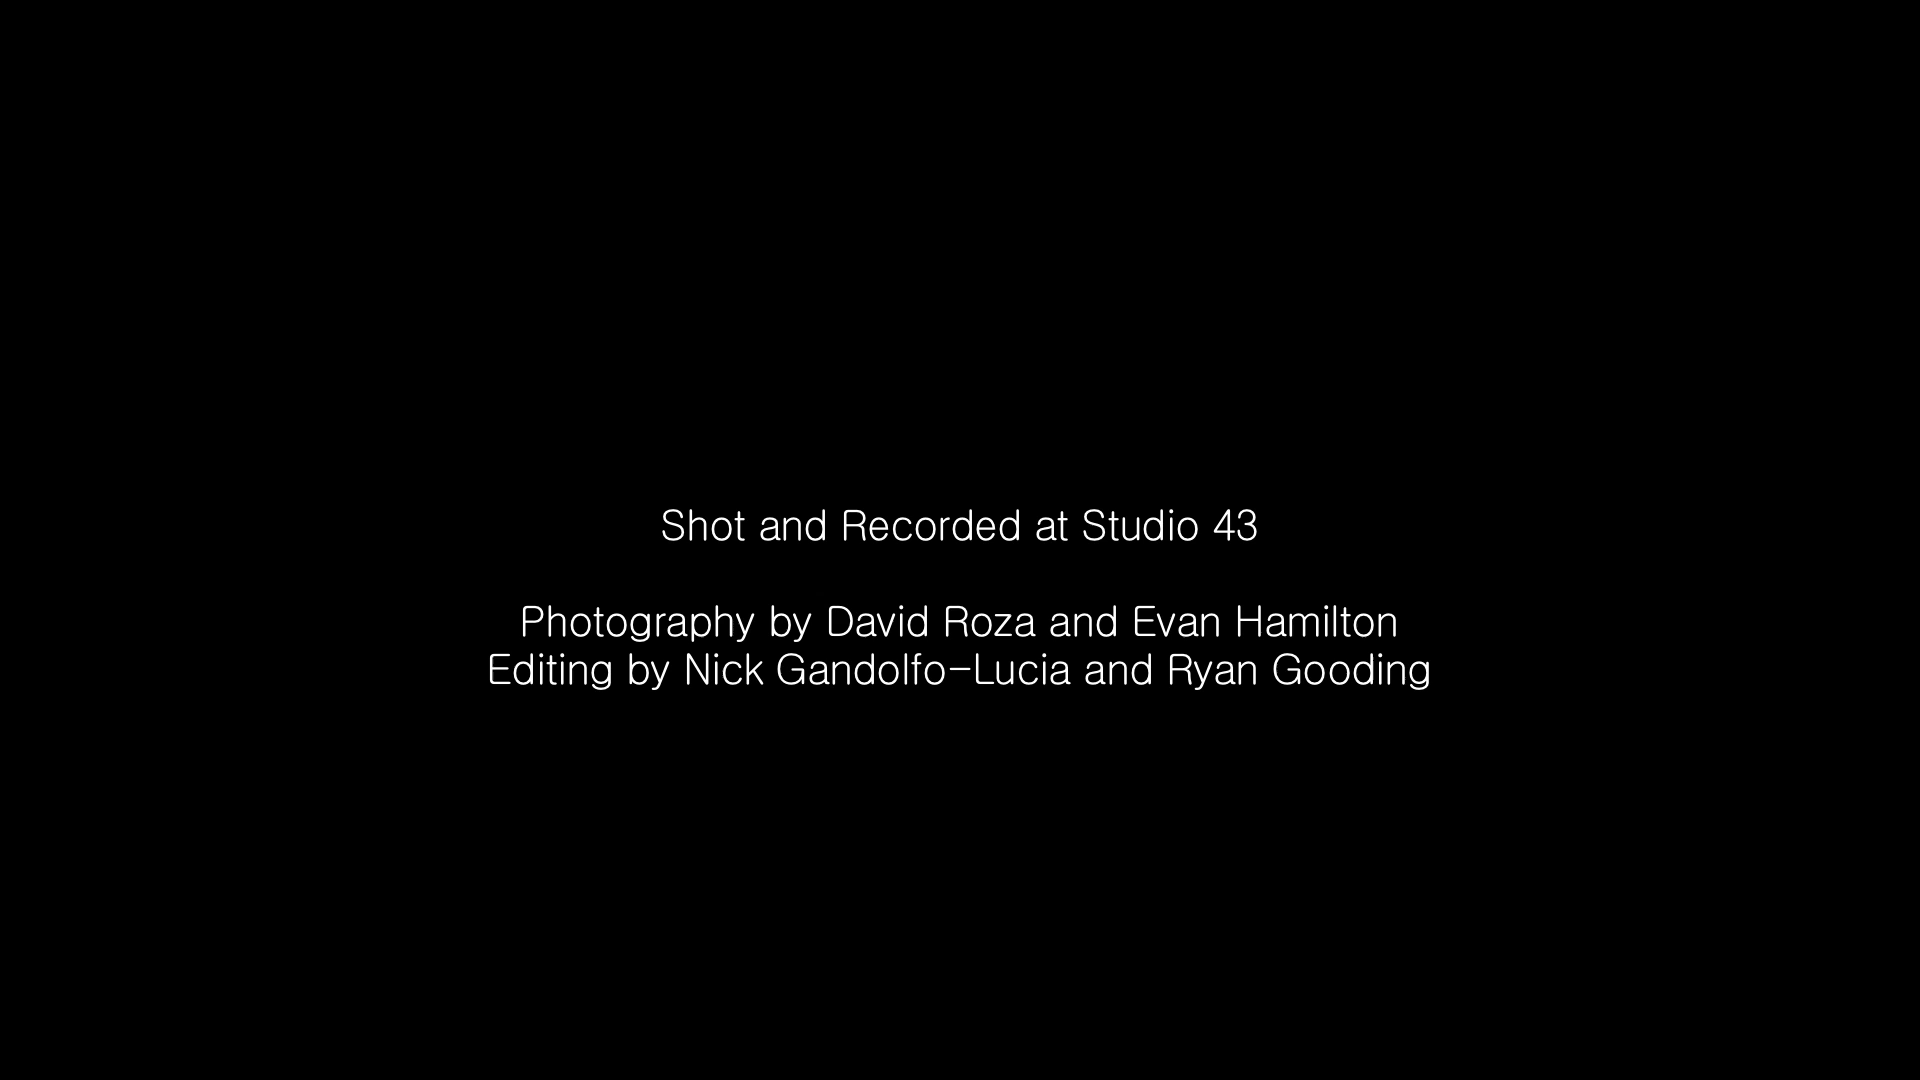 Shot and Recorded at Studio 43
Photography by David Roza and Evan Hamilton
Editing by Nick Gandolfo-Lucia and Ryan Gooding